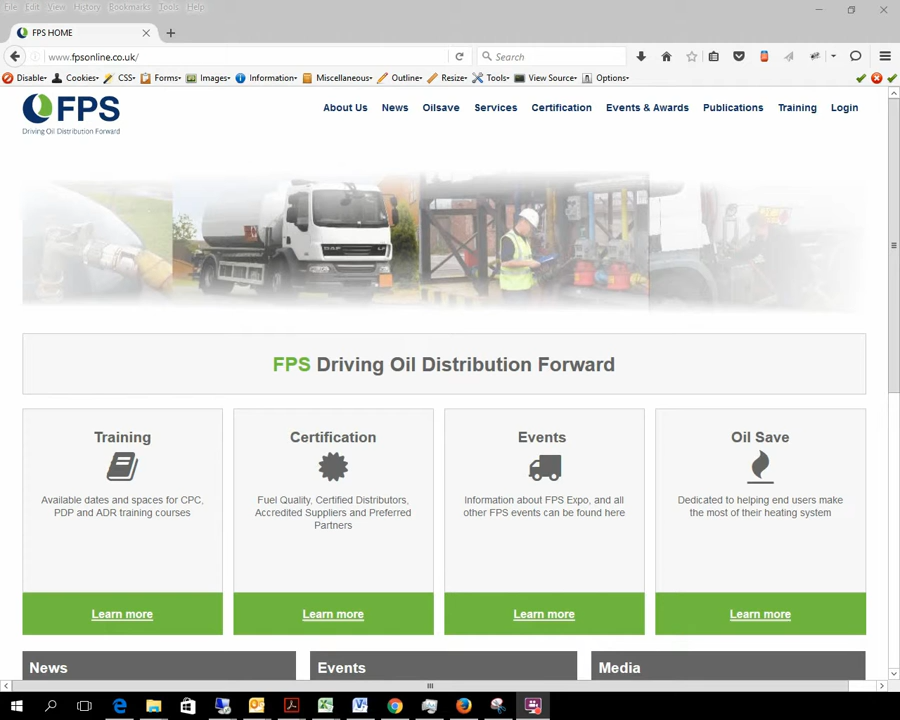 File Edit View History Bookmarks Tools Help
FPS HOME
www.fpsonline.co.uk/
Search
Disable Cookies CSS Forms Images Information Miscellaneous Outline Resize Tools View Source Options
FPS
Driving Oil Distribution Forward
About Us News Oilsave Services Certification Events & Awards Publications Training Login
FPS Driving Oil Distribution Forward
Training
Available dates and spaces for CPC,
PDP and ADR training courses
Learn more
Certification
Fuel Quality, Certified Distributors,
Accredited Suppliers and Preferred
Partners
Learn more
Events
Information about FPS Expo, and all
other FPS events can be found here
Learn more
Oil Save
Dedicated to helping end users make
the most of their heating system
Learn more
News
Events
Media